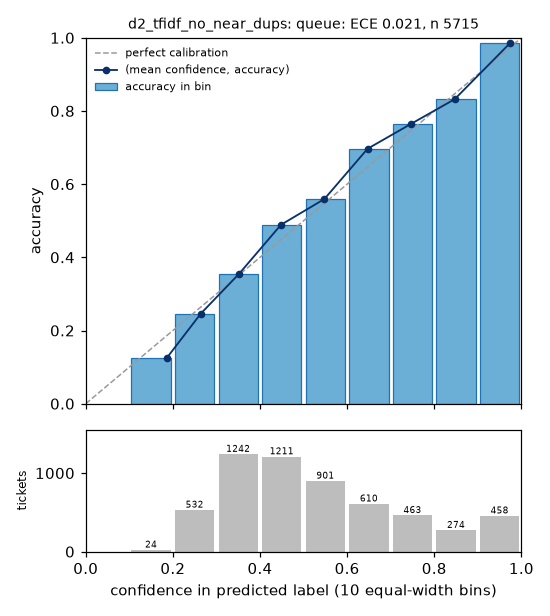 d2_tfidf_no_near_dups: queue: ECE 0.021, n 5715
perfect calibration
(mean confidence, accuracy)
accuracy in bin
accuracy
1.0
0.8
0.6
0.4
0.2
0.0
tickets
1000
0
24
532
1242
1211
901
610
463
274
458
0.0 0.2 0.4 0.6 0.8 1.0
confidence in predicted label (10 equal-width bins)